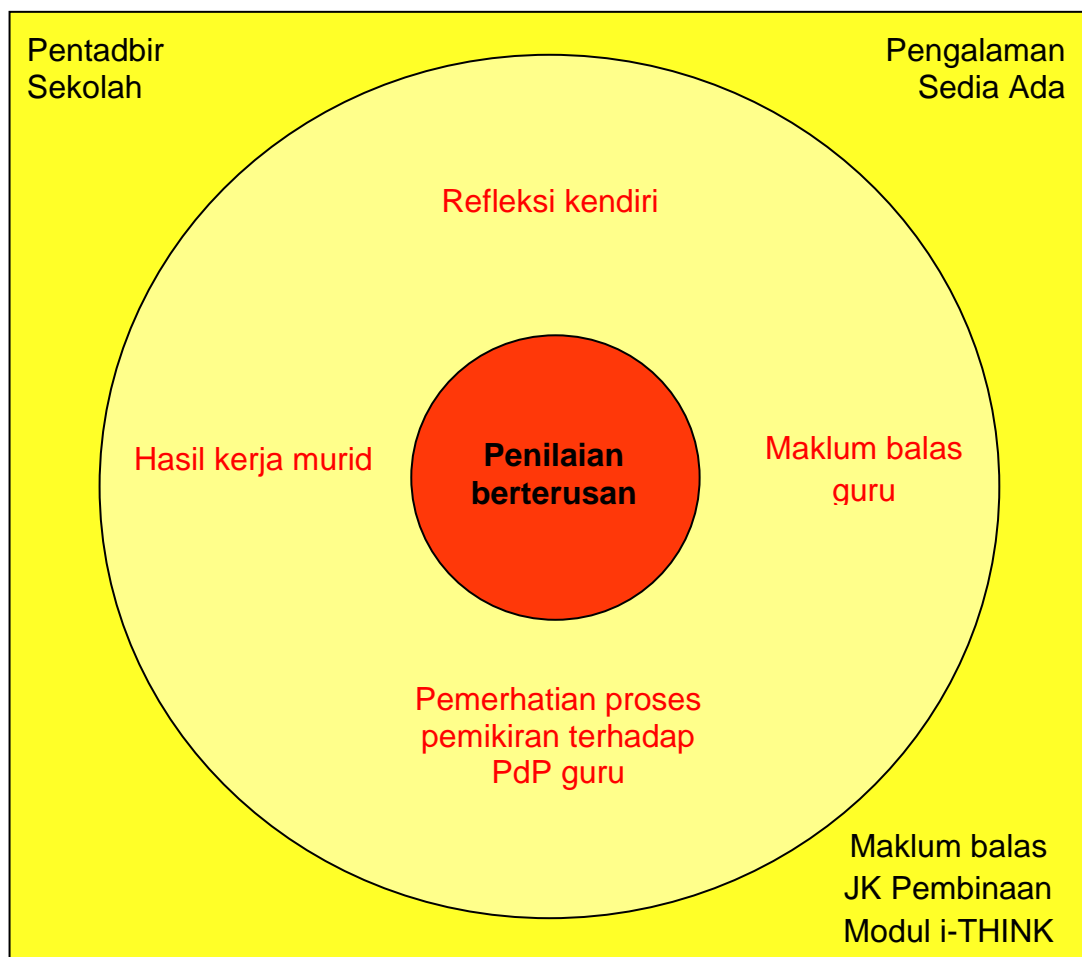 Pentadbir
Sekolah
Pengalaman
Sedia Ada
Refleksi kendiri
Hasil kerja murid
Penilaian
berterusan
Maklum balas
guru
Pemerhatian proses
pemikiran terhadap
PdP guru
Maklum balas
JK Pembinaan
Modul i-THINK